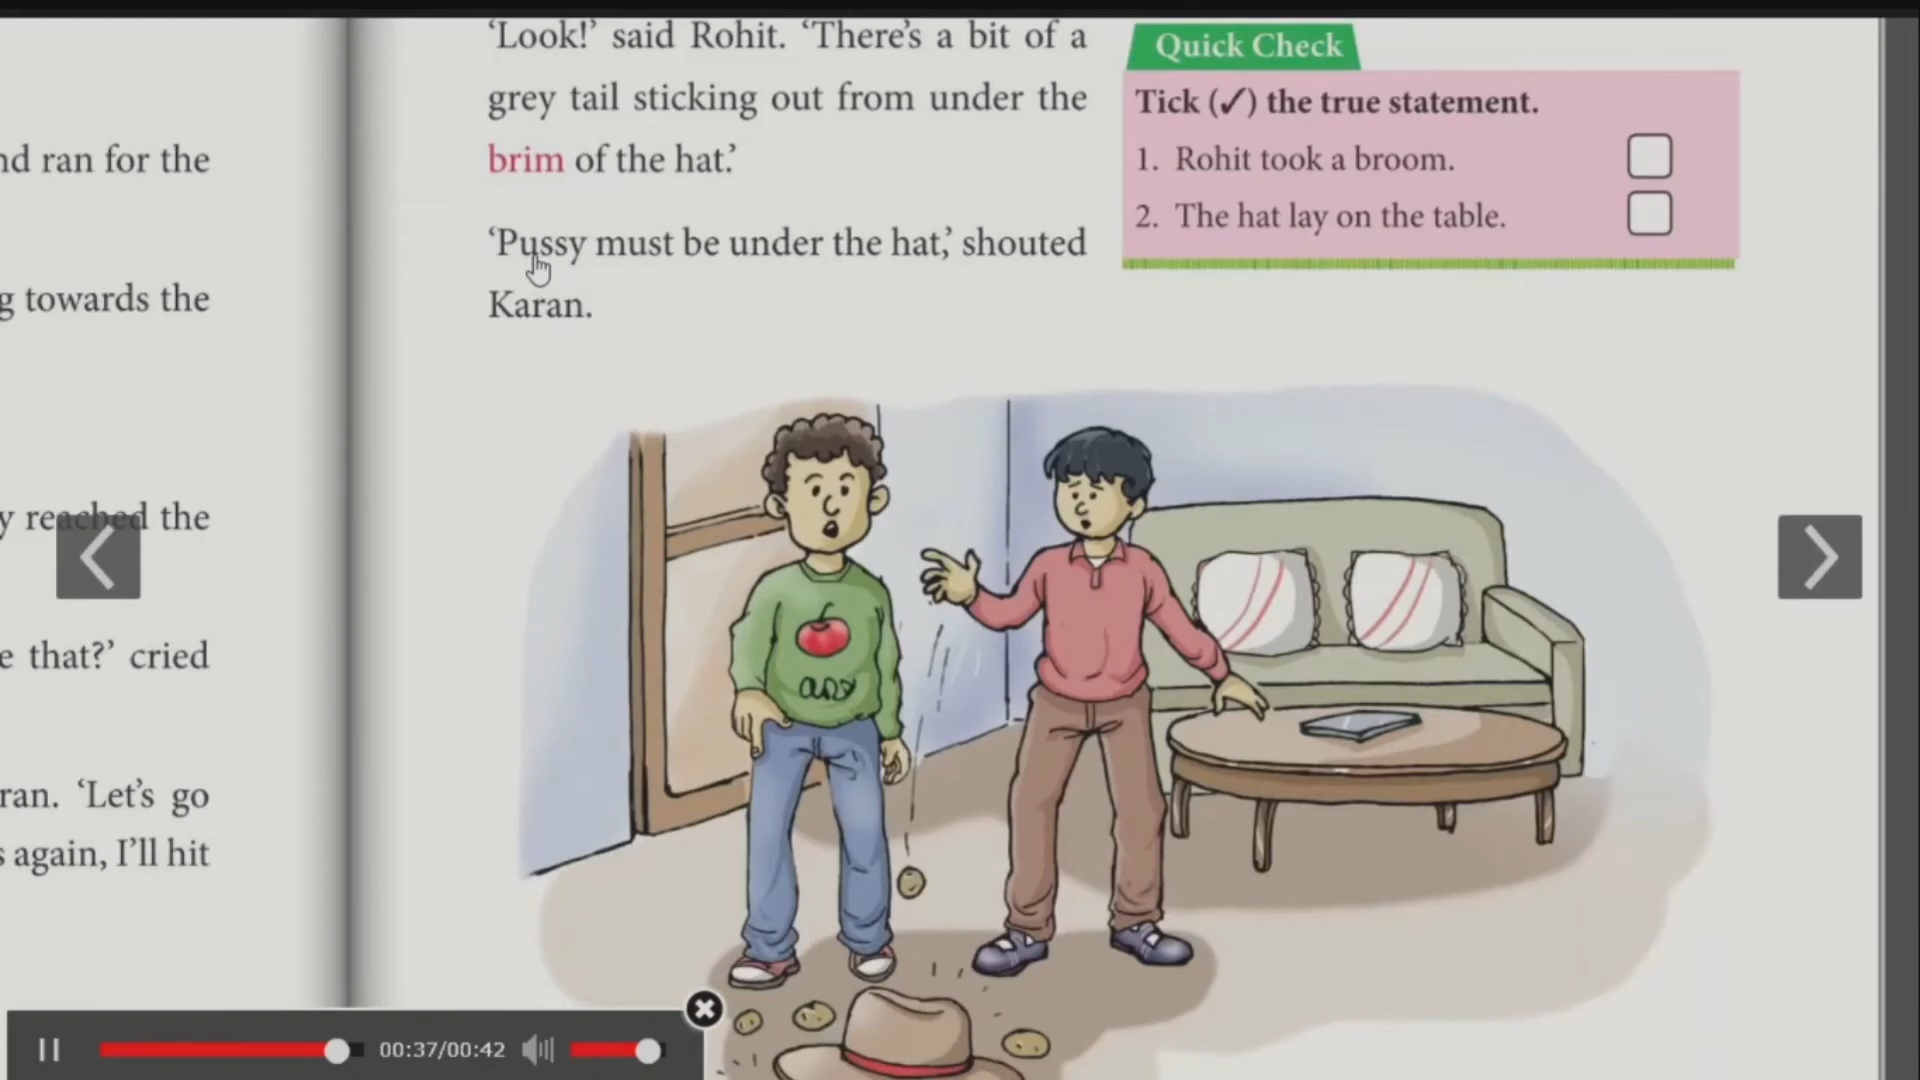 nd ran for the
g towards the
y reached the
e that?' cried
ran. 'Let's go
s again, I'll hit
'Look!' said Rohit. 'There's a bit of a
grey tail sticking out from under the
brim of the hat.'
'Pussy must be under the hat,' shouted
Karan.
Quick Check
Tick (✓) the true statement.
1. Rohit took a broom.
2. The hat lay on the table.
00:37/00:42